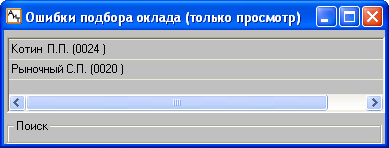 Ошибки подбора оклада (только просмотр)
Котин П.П. (0024 )
Рыночный С.П. (0020 )
Поиск